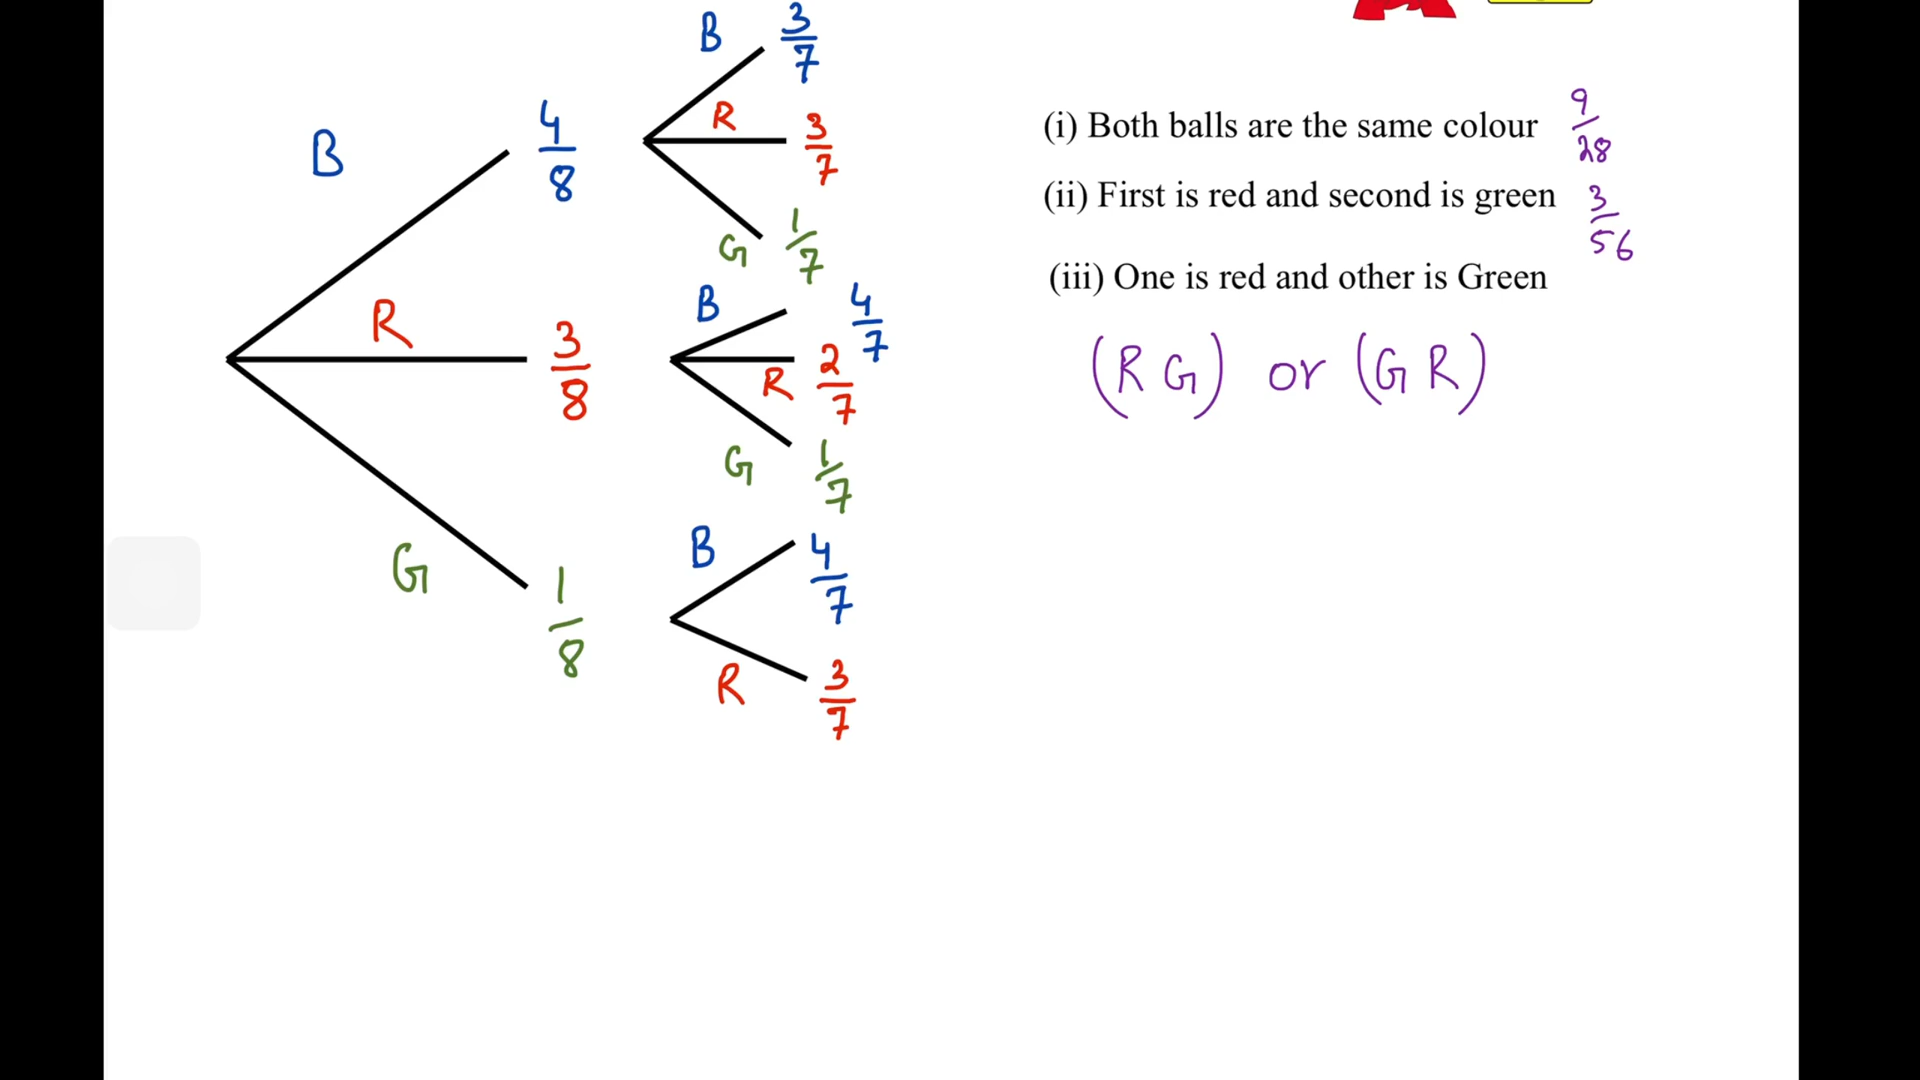 B 3/7
B 4/8
R 3/7
G 1/7
B 4/7
R 3/8
R 2/7
G 1/7
G 1/8
B 4/7
R 3/7
(i) Both balls are the same colour 9/28
(ii) First is red and second is green 3/56
(iii) One is red and other is Green
(R G) or (G R)